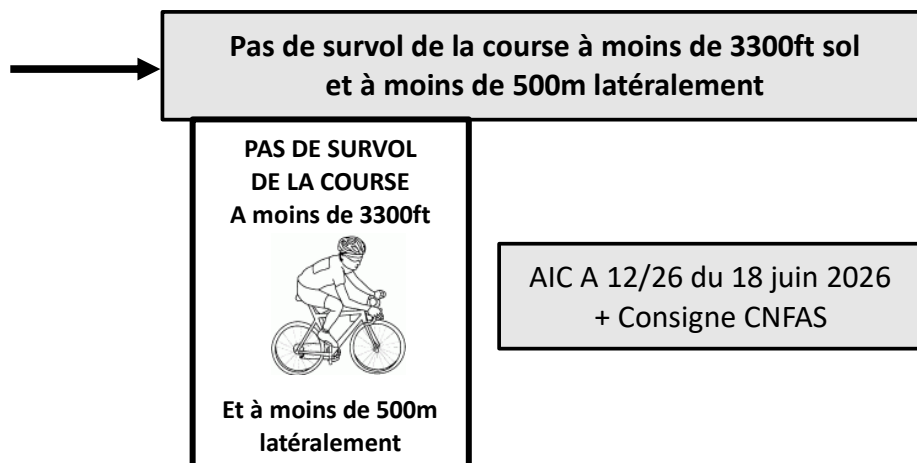 Pas de survol de la course à moins de 3300ft sol
et à moins de 500m latéralement
PAS DE SURVOL
DE LA COURSE
A moins de 3300ft
Et à moins de 500m
latéralement
AIC A 12/26 du 18 juin 2026
+ Consigne CNFAS